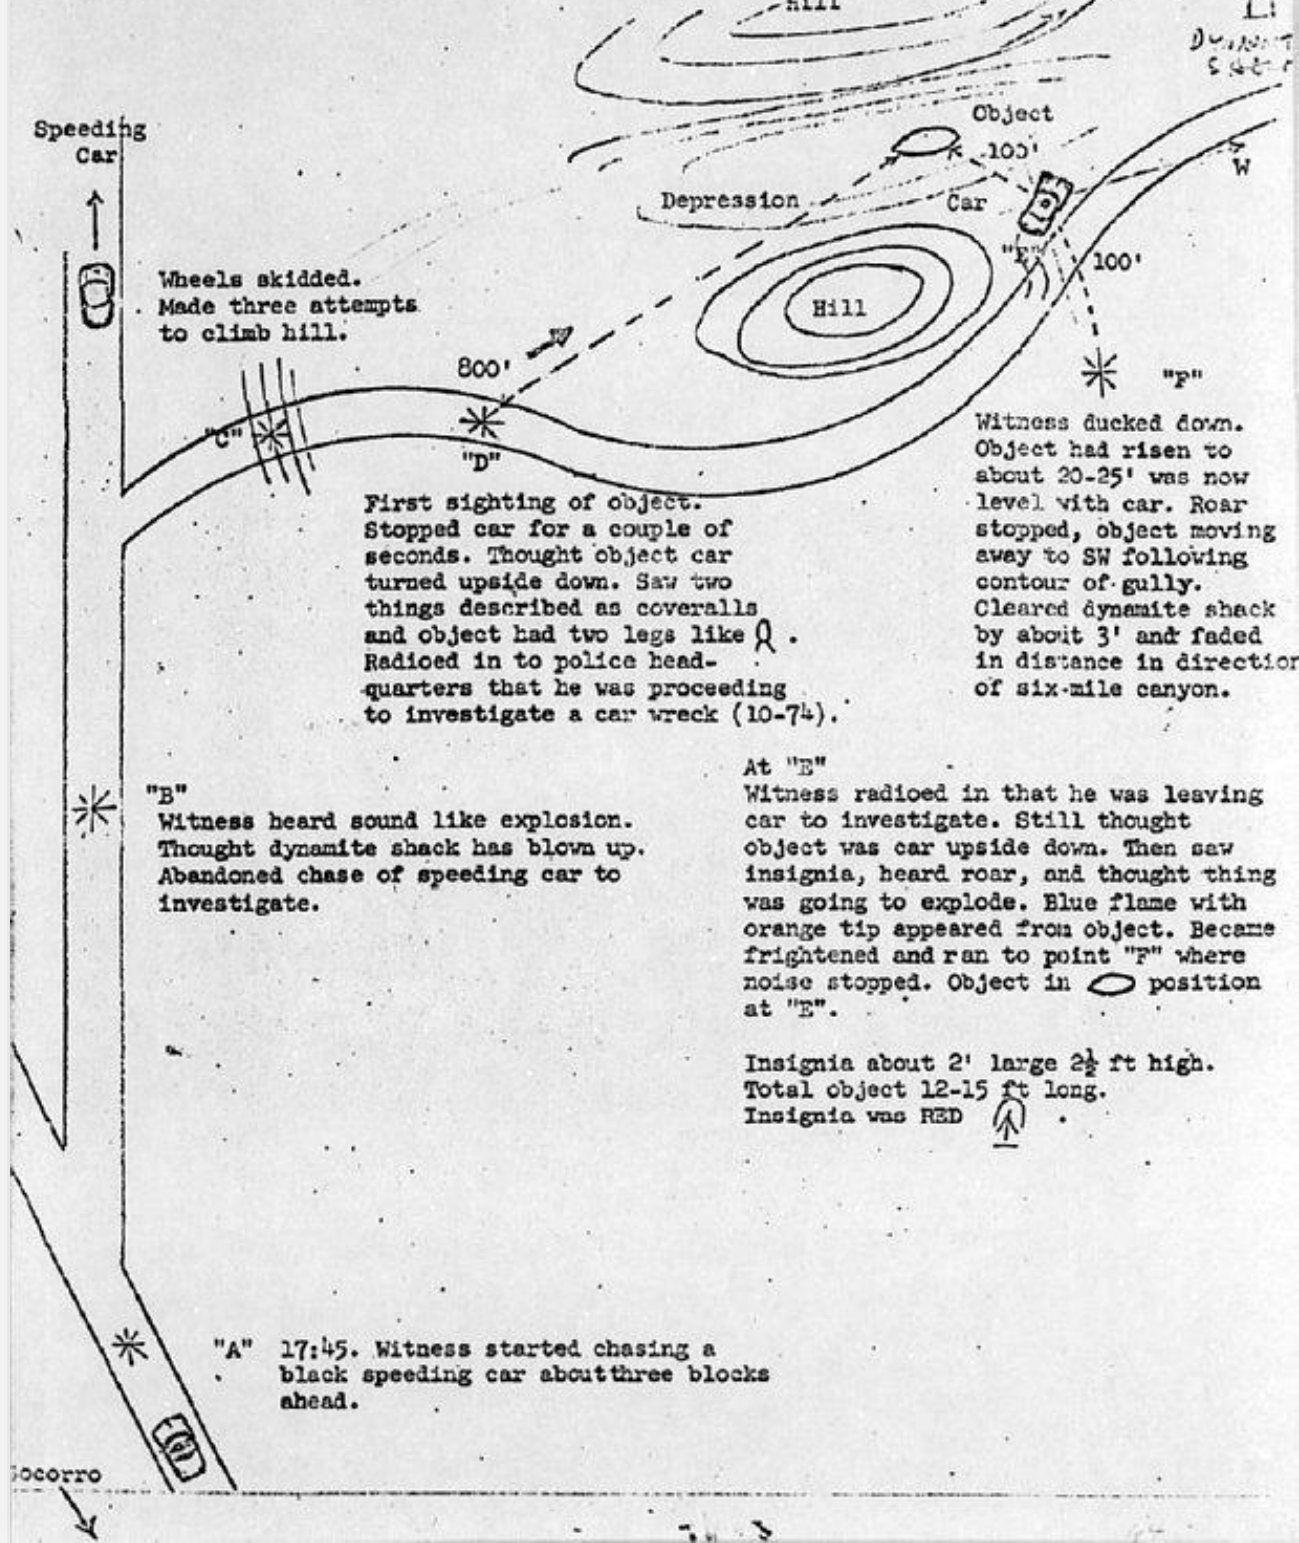 Hill
DYNAMITE
SHACK
Speeding
Car
Object
100'
W
Depression
Car
"E"
100'
Wheels skidded.
Made three attempts
to climb hill.
Hill
800'
"C"
"D"
"F"
First sighting of object.
Stopped car for a couple of
seconds. Thought object car
turned upside down. Saw two
things described as coveralls
and object had two legs like .
Radioed in to police head-
quarters that he was proceeding
to investigate a car wreck (10-74).
Witness ducked down.
Object had risen to
about 20-25' was now
level with car. Roar
stopped, object moving
away to SW following
contour of gully.
Cleared dynamite shack
by about 3' and faded
in distance in direction
of six-mile canyon.
"B"
Witness heard sound like explosion.
Thought dynamite shack has blown up.
Abandoned chase of speeding car to
investigate.
At "E"
Witness radioed in that he was leaving
car to investigate. Still thought
object was car upside down. Then saw
insignia, heard roar, and thought thing
was going to explode. Blue flame with
orange tip appeared from object. Became
frightened and ran to point "F" where
noise stopped. Object in position
at "E".
Insignia about 2' large 2½ ft high.
Total object 12-15 ft long.
Insignia was RED .
"A" 17:45. Witness started chasing a
black speeding car aboutthree blocks
ahead.
Socorro